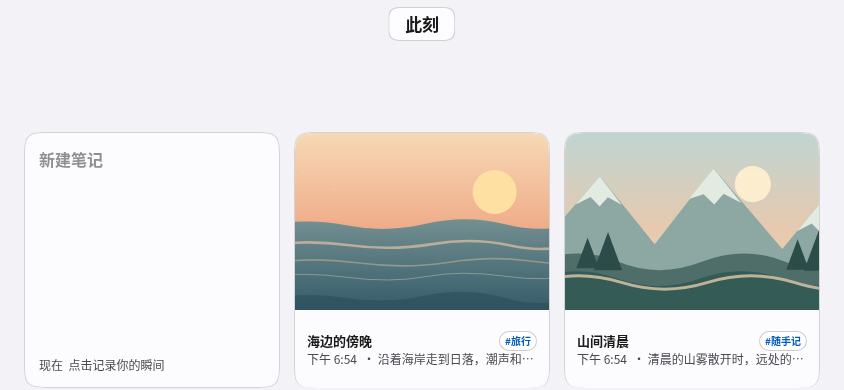 此刻
新建笔记
现在 点击记录你的瞬间
海边的傍晚 #旅行
下午 6:54 • 沿着海岸走到日落，潮声和…
山间清晨 #随手记
下午 6:54 • 清晨的山雾散开时，远处的…